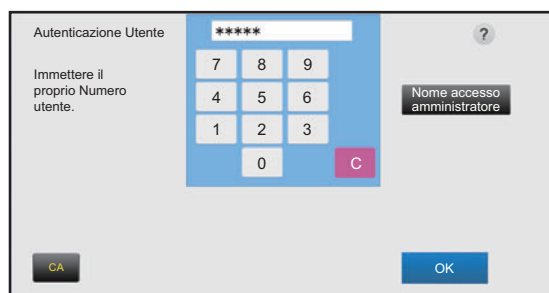 Autenticazione Utente
*****
?
Immettere il
proprio Numero
utente.
7 8 9
4 5 6
1 2 3
0 C
Nome accesso
amministratore
CA
OK